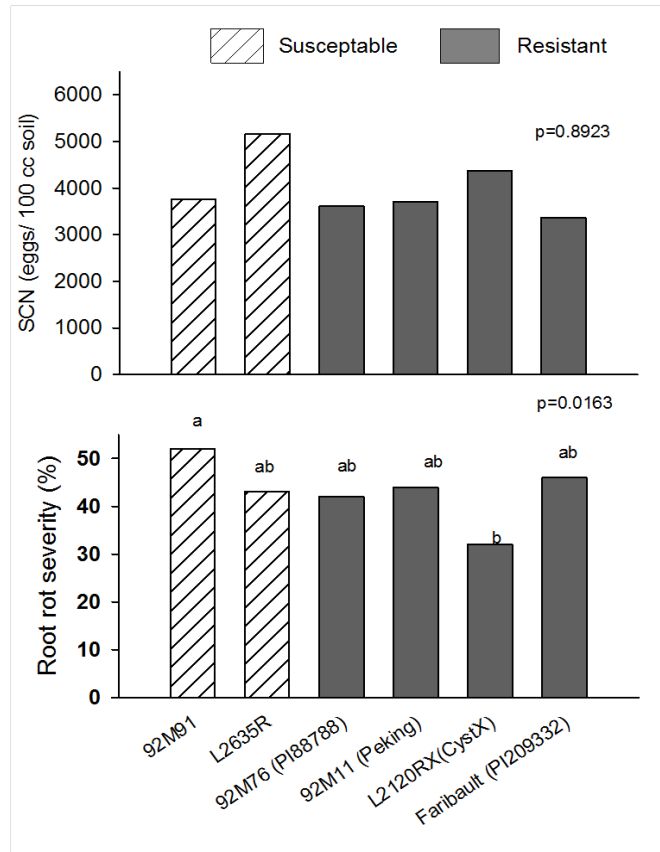 Susceptable Resistant
SCN (eggs/ 100 cc soil)
6000
5000
4000
3000
2000
1000
0
p=0.8923
p=0.0163
Root rot severity (%)
50
40
30
20
10
0
a
ab
ab
ab
b
ab
92M91
L2635R
92M76 (PI88788)
92M11 (Peking)
L2120RX(CystX)
Faribault (PI209332)